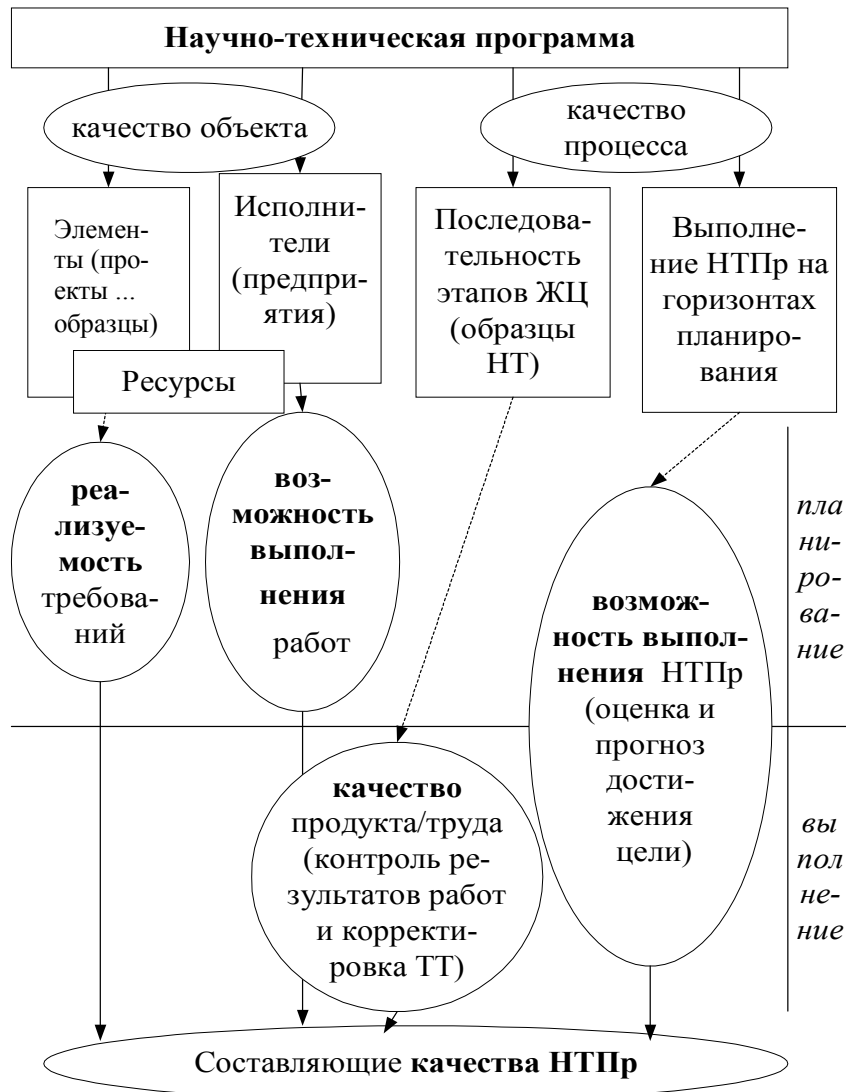 Научно-техническая программа
качество объекта
качество
процесса
Элемен-
ты (про-
екты ...
образцы)
Исполни-
тели
(предпри-
ятия)
Ресурсы
Последова-
тельность
этапов ЖЦ
(образцы
НТ)
Выполне-
ние НТПр на
горизонтах
планиро-
вания
реа-
лизуе-
мость
требова-
ний
воз-
можность
выпол-
нения
работ
возмож-
ность выпол-
нения НТПр
(оценка и
прогноз
дости-
жения
цели)
пла
ни-
ро-
ва-
ние
качество
продукта/труда
(контроль ре-
зультатов работ
и корректи-
ровка ТТ)
вы
пол
не-
ние
Составляющие качества НТПр